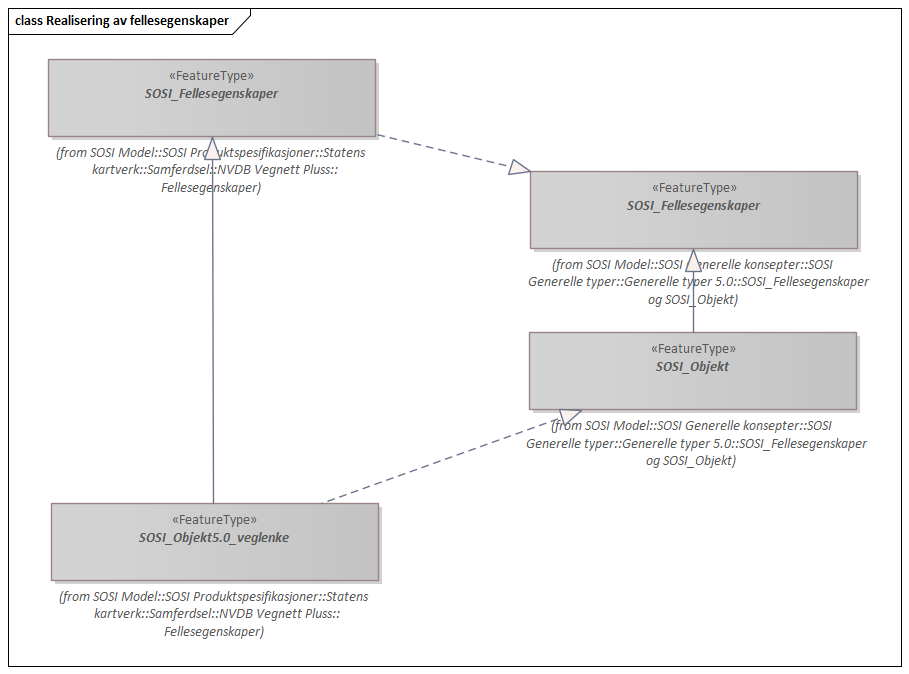 class Realisering av fellesegenskaper
«FeatureType»
SOSI_Fellesegenskaper
(from SOSI Model::SOSI Produktspesifikasjoner::Statens
kartverk::Samferdsel::NVDB Vegnett Pluss::
Fellesegenskaper)
«FeatureType»
SOSI_Fellesegenskaper
(from SOSI Model::SOSI Generelle konsepter::SOSI
Generelle typer::Generelle typer 5.0::SOSI_Fellesegenskaper
og SOSI_Objekt)
«FeatureType»
SOSI_Objekt
(from SOSI Model::SOSI Generelle konsepter::SOSI
Generelle typer::Generelle typer 5.0::SOSI_Fellesegenskaper
og SOSI_Objekt)
«FeatureType»
SOSI_Objekt5.0_veglenke
(from SOSI Model::SOSI Produktspesifikasjoner::Statens
kartverk::Samferdsel::NVDB Vegnett Pluss::
Fellesegenskaper)